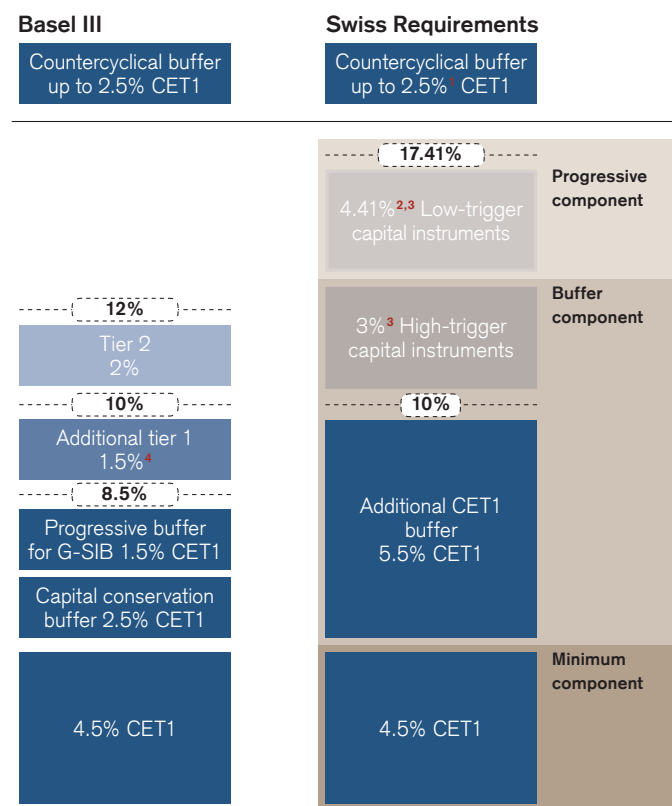 Basel III
Countercyclical buffer
up to 2.5% CET1
12%
Tier 2
2%
10%
Additional tier 1
1.5%4
8.5%
Progressive buffer
for G-SIB 1.5% CET1
Capital conservation
buffer 2.5% CET1
4.5% CET1
Swiss Requirements
Countercyclical buffer
up to 2.5%1 CET1
17.41%
Progressive
component
4.41%2,3 Low-trigger
capital instruments
Buffer
component
3%3 High-trigger
capital instruments
10%
Additional CET1
buffer
5.5% CET1
Minimum
component
4.5% CET1